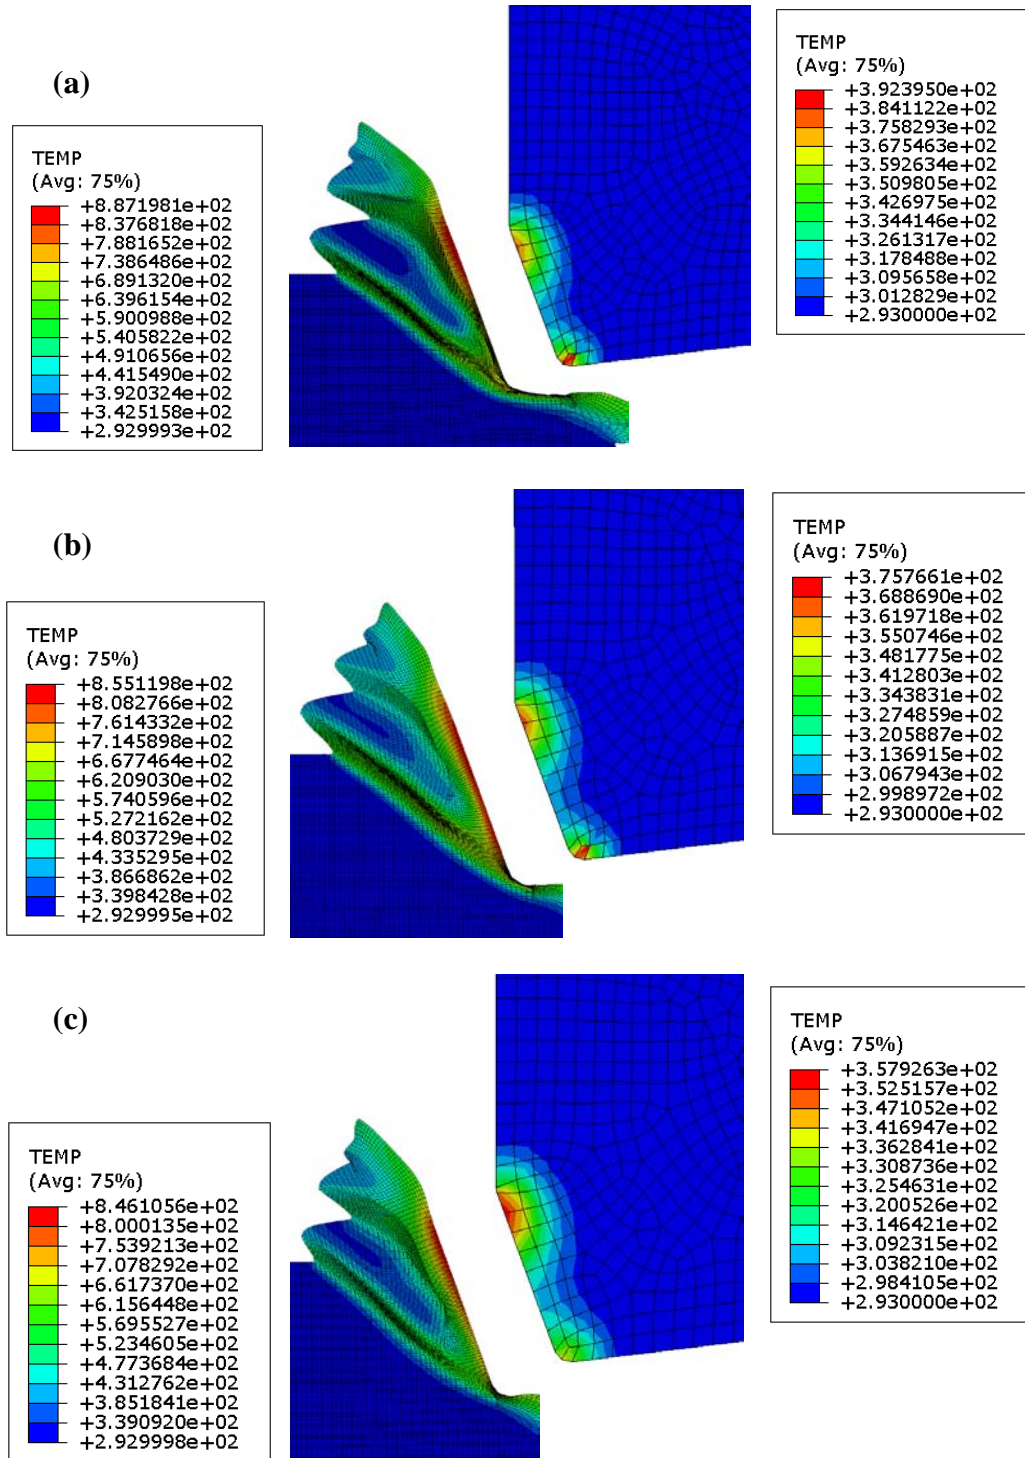 (a)
TEMP
(Avg: 75%)
+8.871981e+02
+8.376818e+02
+7.881652e+02
+7.386486e+02
+6.891320e+02
+6.396154e+02
+5.900988e+02
+5.405822e+02
+4.910656e+02
+4.415490e+02
+3.920324e+02
+3.425158e+02
+2.929993e+02
TEMP
(Avg: 75%)
+3.923950e+02
+3.841122e+02
+3.758293e+02
+3.675463e+02
+3.592634e+02
+3.509805e+02
+3.426975e+02
+3.344146e+02
+3.261317e+02
+3.178488e+02
+3.095658e+02
+3.012829e+02
+2.930000e+02
(b)
TEMP
(Avg: 75%)
+8.551198e+02
+8.082766e+02
+7.614332e+02
+7.145898e+02
+6.677464e+02
+6.209030e+02
+5.740596e+02
+5.272162e+02
+4.803729e+02
+4.335295e+02
+3.866862e+02
+3.398428e+02
+2.929995e+02
TEMP
(Avg: 75%)
+3.757661e+02
+3.688690e+02
+3.619718e+02
+3.550746e+02
+3.481775e+02
+3.412803e+02
+3.343831e+02
+3.274859e+02
+3.205887e+02
+3.136915e+02
+3.067943e+02
+2.998972e+02
+2.930000e+02
(c)
TEMP
(Avg: 75%)
+8.461056e+02
+8.000135e+02
+7.539213e+02
+7.078292e+02
+6.617370e+02
+6.156448e+02
+5.695527e+02
+5.234605e+02
+4.773684e+02
+4.312762e+02
+3.851841e+02
+3.390920e+02
+2.929998e+02
TEMP
(Avg: 75%)
+3.579263e+02
+3.525157e+02
+3.471052e+02
+3.416947e+02
+3.362841e+02
+3.308736e+02
+3.254631e+02
+3.200526e+02
+3.146421e+02
+3.092315e+02
+3.038210e+02
+2.984105e+02
+2.930000e+02